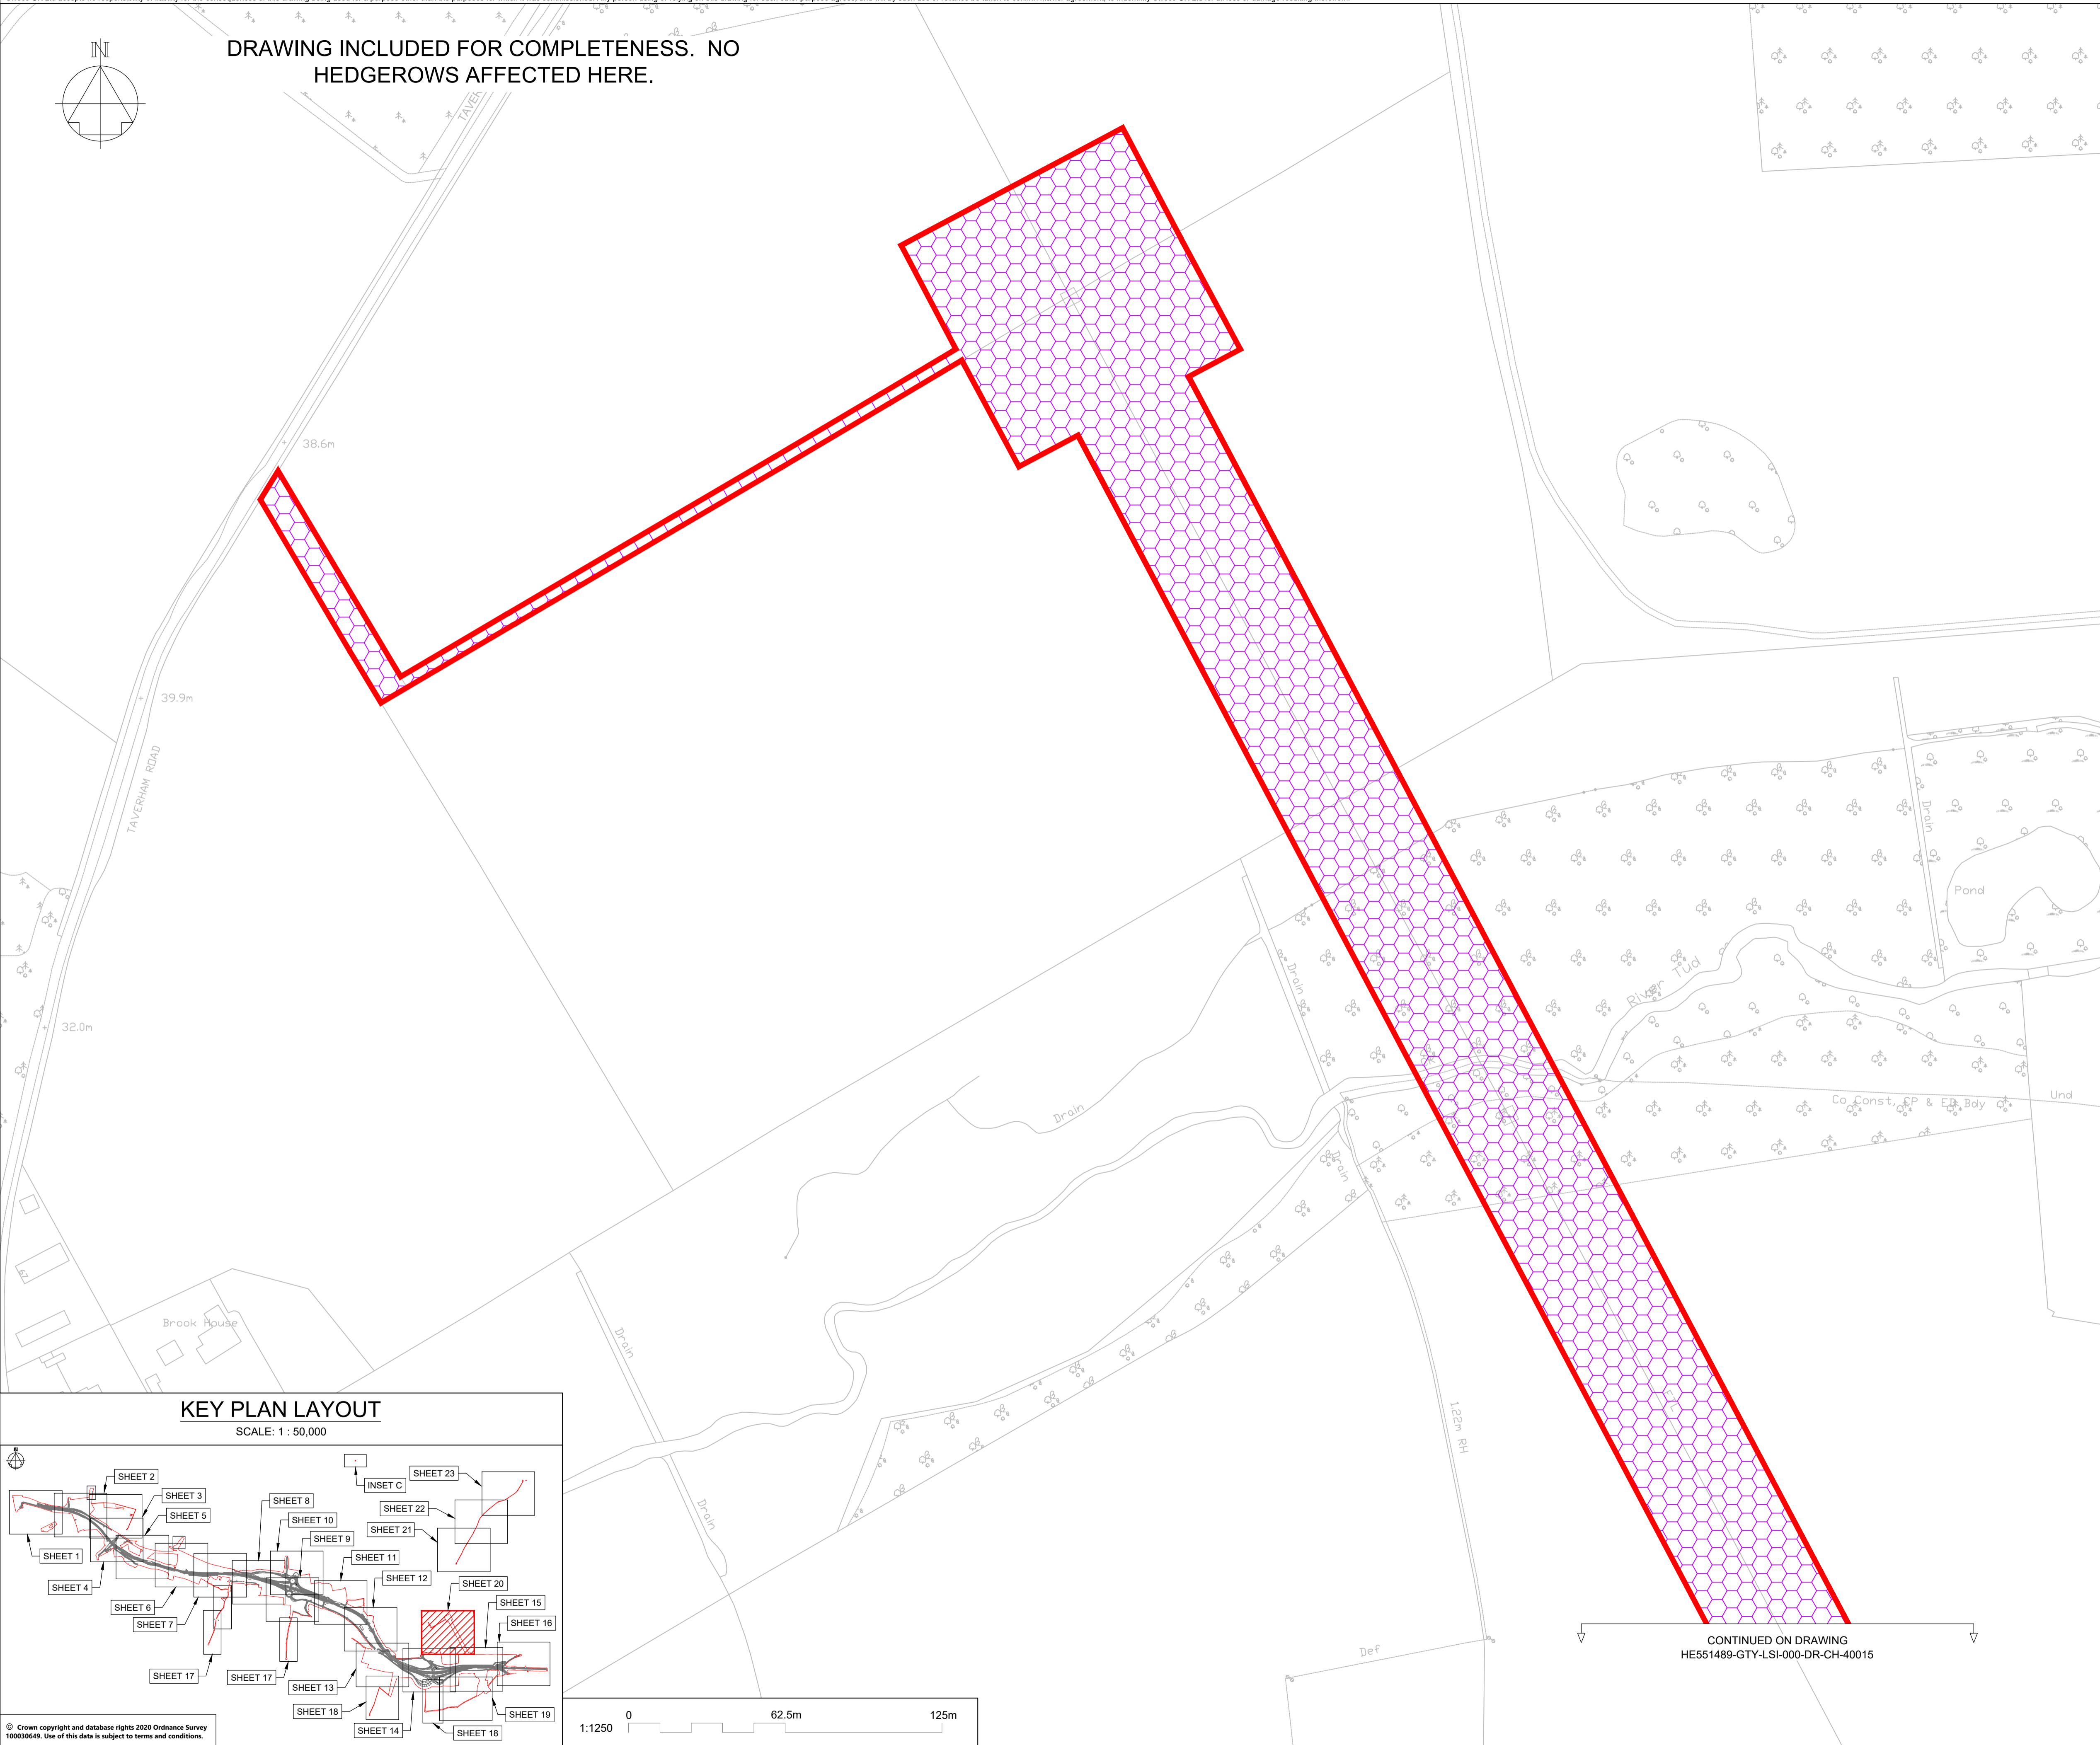 N
DRAWING INCLUDED FOR COMPLETENESS. NO
HEDGEROWS AFFECTED HERE.
TAVER
38.6m
39.9m
TAVERHAM ROAD
32.0m
Drain
Pond
River Tud
Drain
Co Const, CP & ED Bdy
Und
Drain
Drain
67
Brook House
Drain
Drain
1.22m RH
Def
CONTINUED ON DRAWING
HE551489-GTY-LSI-000-DR-CH-40015
KEY PLAN LAYOUT
SCALE: 1 : 50,000
N
SHEET 2
SHEET 3
SHEET 5
SHEET 1
SHEET 4
SHEET 6
SHEET 7
SHEET 17
SHEET 8
SHEET 10
SHEET 9
SHEET 11
SHEET 12
INSET C
SHEET 23
SHEET 22
SHEET 21
SHEET 20
SHEET 15
SHEET 16
SHEET 17
SHEET 13
SHEET 18
SHEET 14
SHEET 18
SHEET 19
© Crown copyright and database rights 2020 Ordnance Survey
100030649. Use of this data is subject to terms and conditions.
1:1250
0
62.5m
125m